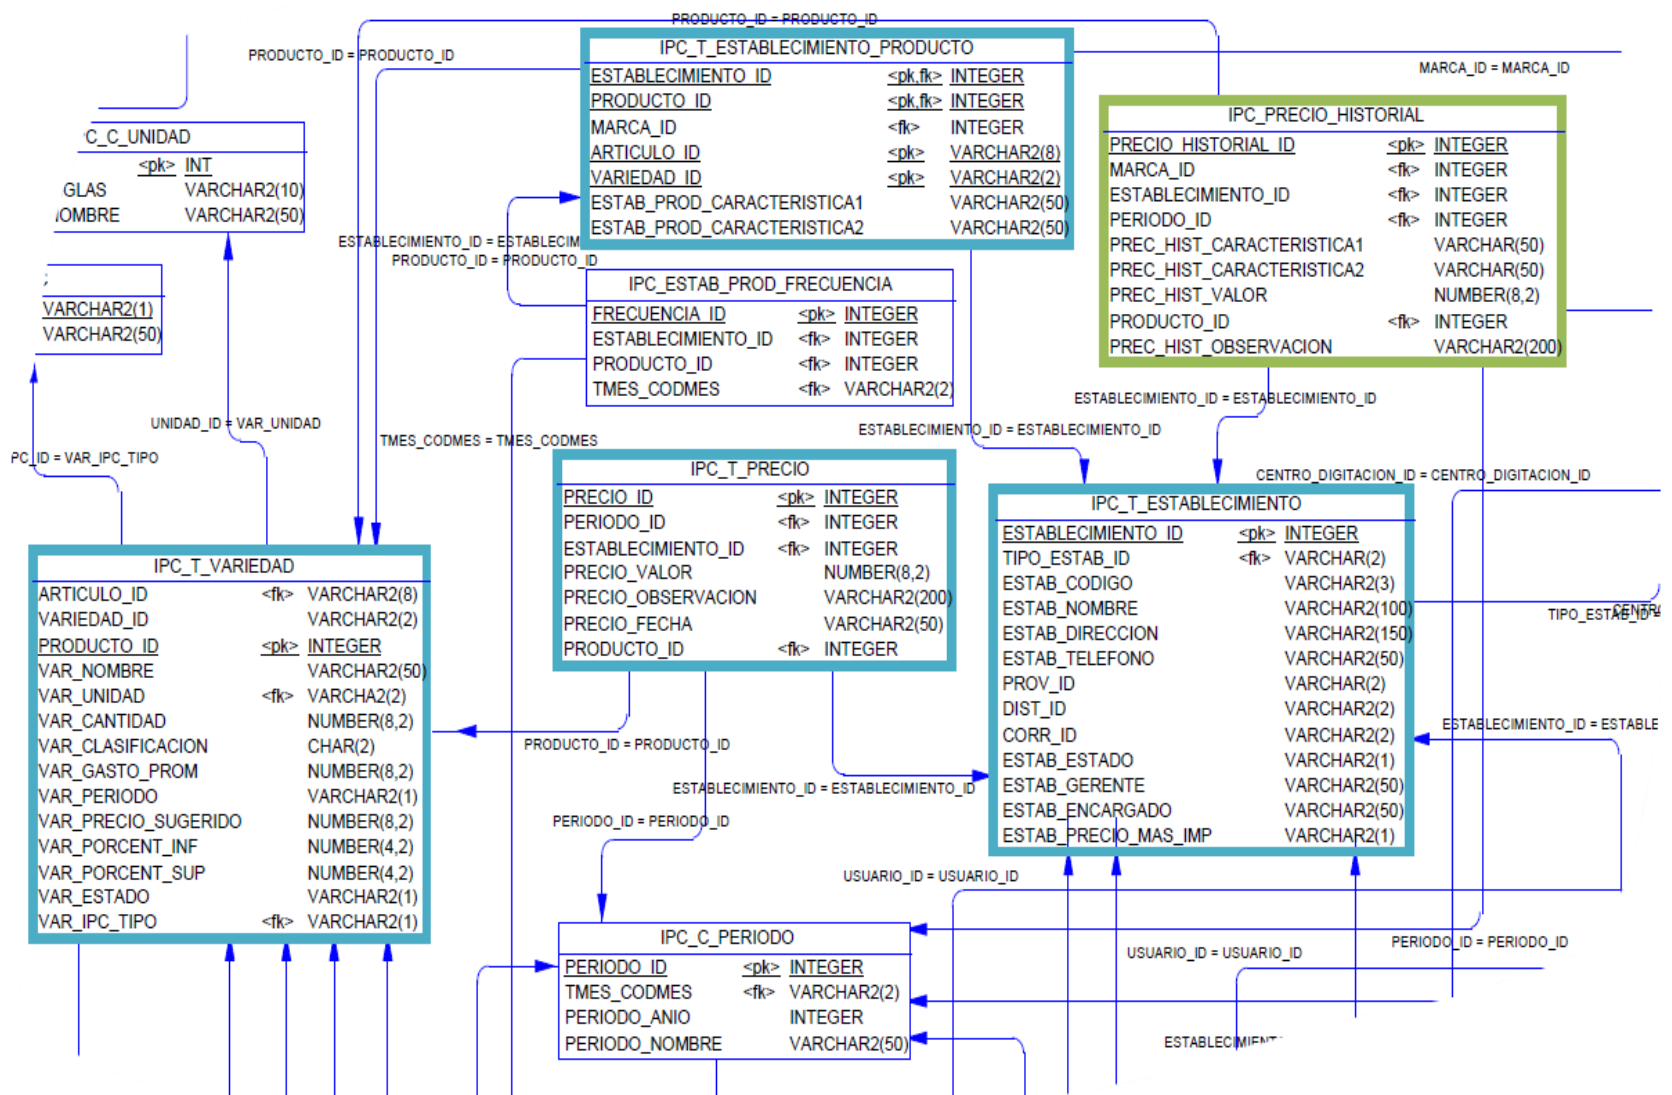 PRODUCTO_ID = PRODUCTO_ID
PRODUCTO_ID = PRODUCTO_ID
MARCA_ID = MARCA_ID
IPC_T_ESTABLECIMIENTO_PRODUCTO
ESTABLECIMIENTO_ID <pk,fk> INTEGER
PRODUCTO_ID <pk,fk> INTEGER
MARCA_ID <fk> INTEGER
ARTICULO_ID <pk> VARCHAR2(8)
VARIEDAD_ID <pk> VARCHAR2(2)
ESTAB_PROD_CARACTERISTICA1 VARCHAR2(50)
ESTAB_PROD_CARACTERISTICA2 VARCHAR2(50)
IPC_PRECIO_HISTORIAL
PRECIO_HISTORIAL_ID <pk> INTEGER
MARCA_ID <fk> INTEGER
ESTABLECIMIENTO_ID <fk> INTEGER
PERIODO_ID <fk> INTEGER
PREC_HIST_CARACTERISTICA1 VARCHAR(50)
PREC_HIST_CARACTERISTICA2 VARCHAR(50)
PREC_HIST_VALOR NUMBER(8,2)
PRODUCTO_ID <fk> INTEGER
PREC_HIST_OBSERVACION VARCHAR2(200)
C_C_UNIDAD
<pk> INT
GLAS VARCHAR2(10)
OMBRE VARCHAR2(50)
VARCHAR2(1)
VARCHAR2(50)
ESTABLECIMIENTO_ID = ESTABLECIM
PRODUCTO_ID = PRODUCTO_ID
IPC_ESTAB_PROD_FRECUENCIA
FRECUENCIA_ID <pk> INTEGER
ESTABLECIMIENTO_ID <fk> INTEGER
PRODUCTO_ID <fk> INTEGER
TMES_CODMES <fk> VARCHAR2(2)
ESTABLECIMIENTO_ID = ESTABLECIMIENTO_ID
UNIDAD_ID = VAR_UNIDAD
TMES_CODMES = TMES_CODMES
ESTABLECIMIENTO_ID = ESTABLECIMIENTO_ID
PC_ID = VAR_IPC_TIPO
CENTRO_DIGITACION_ID = CENTRO_DIGITACION_ID
IPC_T_PRECIO
PRECIO_ID <pk> INTEGER
PERIODO_ID <fk> INTEGER
ESTABLECIMIENTO_ID <fk> INTEGER
PRECIO_VALOR NUMBER(8,2)
PRECIO_OBSERVACION VARCHAR2(200)
PRECIO_FECHA VARCHAR2(50)
PRODUCTO_ID <fk> INTEGER
IPC_T_ESTABLECIMIENTO
ESTABLECIMIENTO_ID <pk> INTEGER
TIPO_ESTAB_ID <fk> VARCHAR(2)
ESTAB_CODIGO VARCHAR2(3)
ESTAB_NOMBRE VARCHAR2(100)
ESTAB_DIRECCION VARCHAR2(150)
ESTAB_TELEFONO VARCHAR2(50)
PROV_ID VARCHAR(2)
DIST_ID VARCHAR2(2)
CORR_ID VARCHAR2(2)
ESTAB_ESTADO VARCHAR2(1)
ESTAB_GERENTE VARCHAR2(50)
ESTAB_ENCARGADO VARCHAR2(50)
ESTAB_PRECIO_MAS_IMP VARCHAR2(1)
TIPO_ESTAB_ID =
ESTABLECIMIENTO_ID = ESTABLE
IPC_T_VARIEDAD
ARTICULO_ID <fk> VARCHAR2(8)
VARIEDAD_ID VARCHAR2(2)
PRODUCTO_ID <pk> INTEGER
VAR_NOMBRE VARCHAR2(50)
VAR_UNIDAD <fk> VARCHA2(2)
VAR_CANTIDAD NUMBER(8,2)
VAR_CLASIFICACION CHAR(2)
VAR_GASTO_PROM NUMBER(8,2)
VAR_PERIODO VARCHAR2(1)
VAR_PRECIO_SUGERIDO NUMBER(8,2)
VAR_PORCENT_INF NUMBER(4,2)
VAR_PORCENT_SUP NUMBER(4,2)
VAR_ESTADO VARCHAR2(1)
VAR_IPC_TIPO <fk> VARCHAR2(1)
PRODUCTO_ID = PRODUCTO_ID
ESTABLECIMIENTO_ID = ESTABLECIMIENTO_ID
PERIODO_ID = PERIODO_ID
USUARIO_ID = USUARIO_ID
PERIODO_ID = PERIODO_ID
USUARIO_ID = USUARIO_ID
IPC_C_PERIODO
PERIODO_ID <pk> INTEGER
TMES_CODMES <fk> VARCHAR2(2)
PERIODO_ANIO INTEGER
PERIODO_NOMBRE VARCHAR2(50)